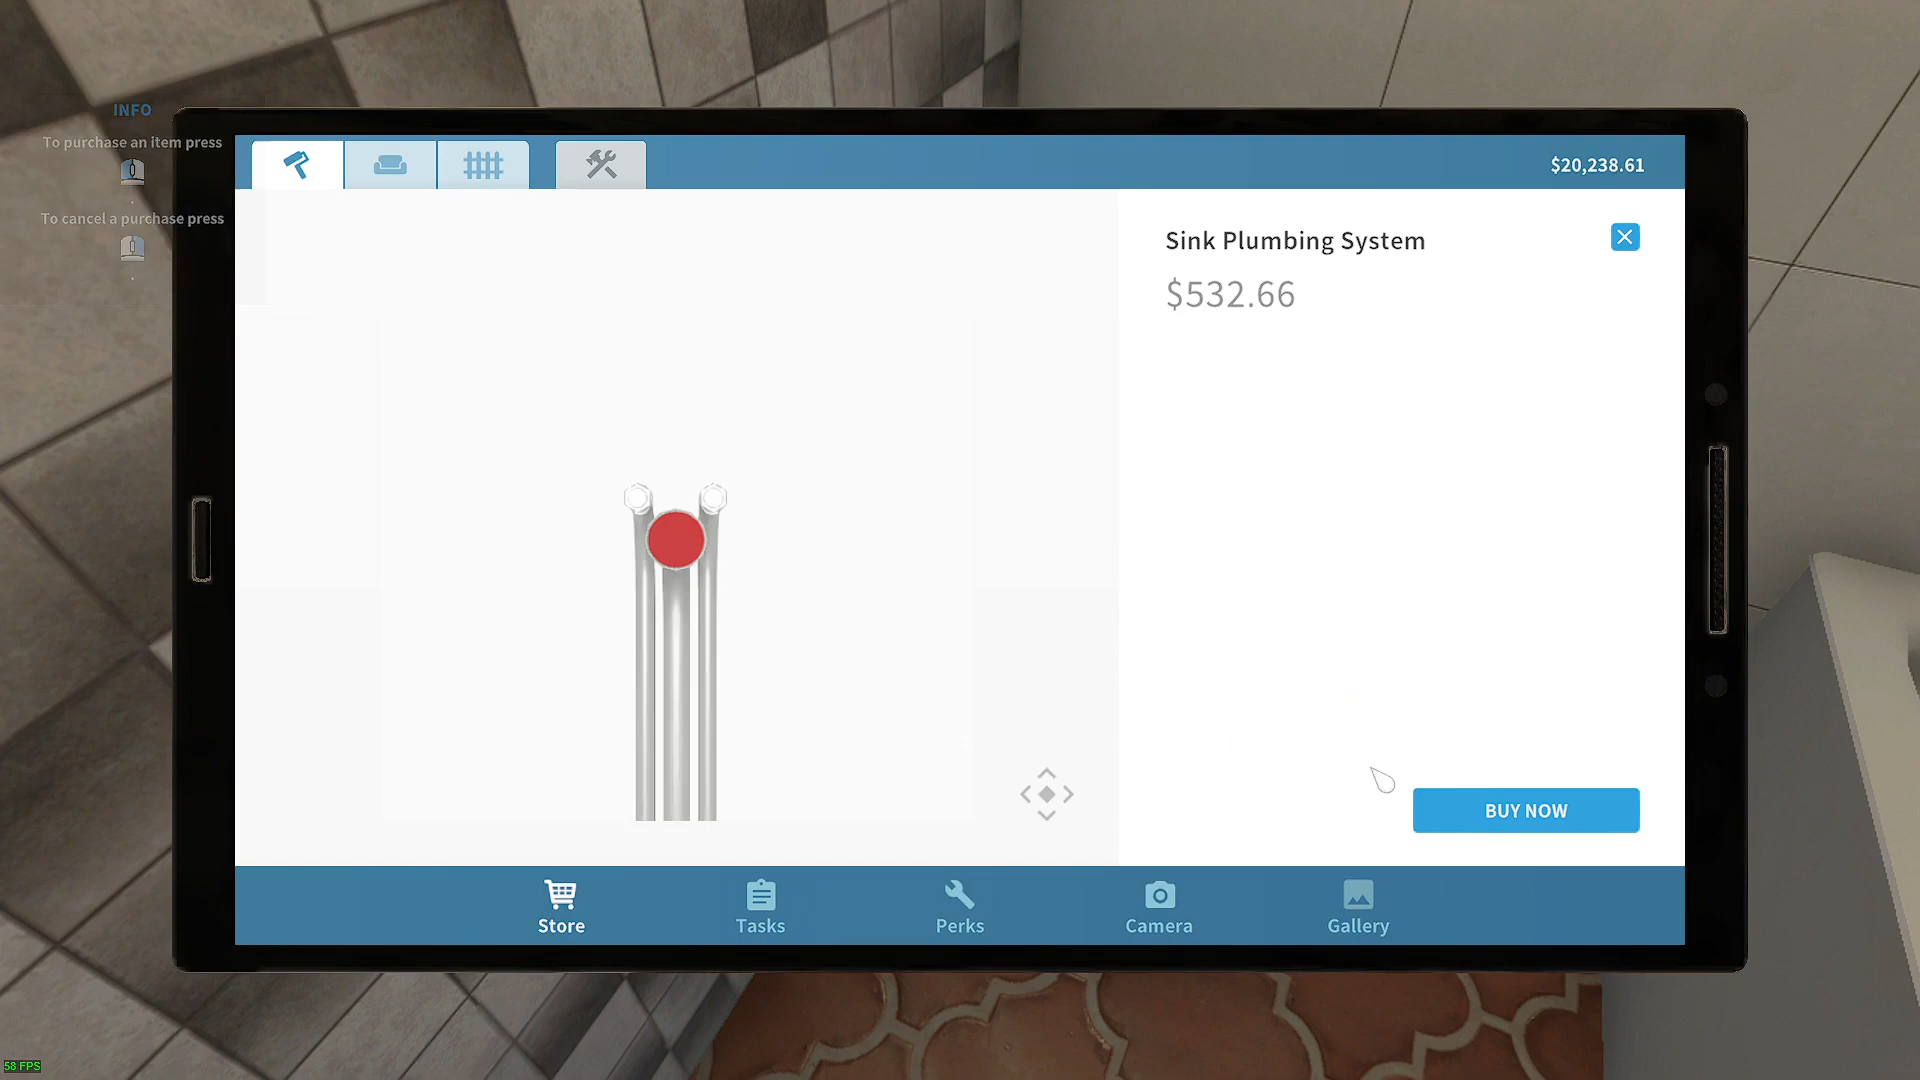 INFO
To purchase an item press
.
To cancel a purchase press
.
$20,238.61
Sink Plumbing System
$532.66
BUY NOW
Store
Tasks
Perks
Camera
Gallery
58 FPS